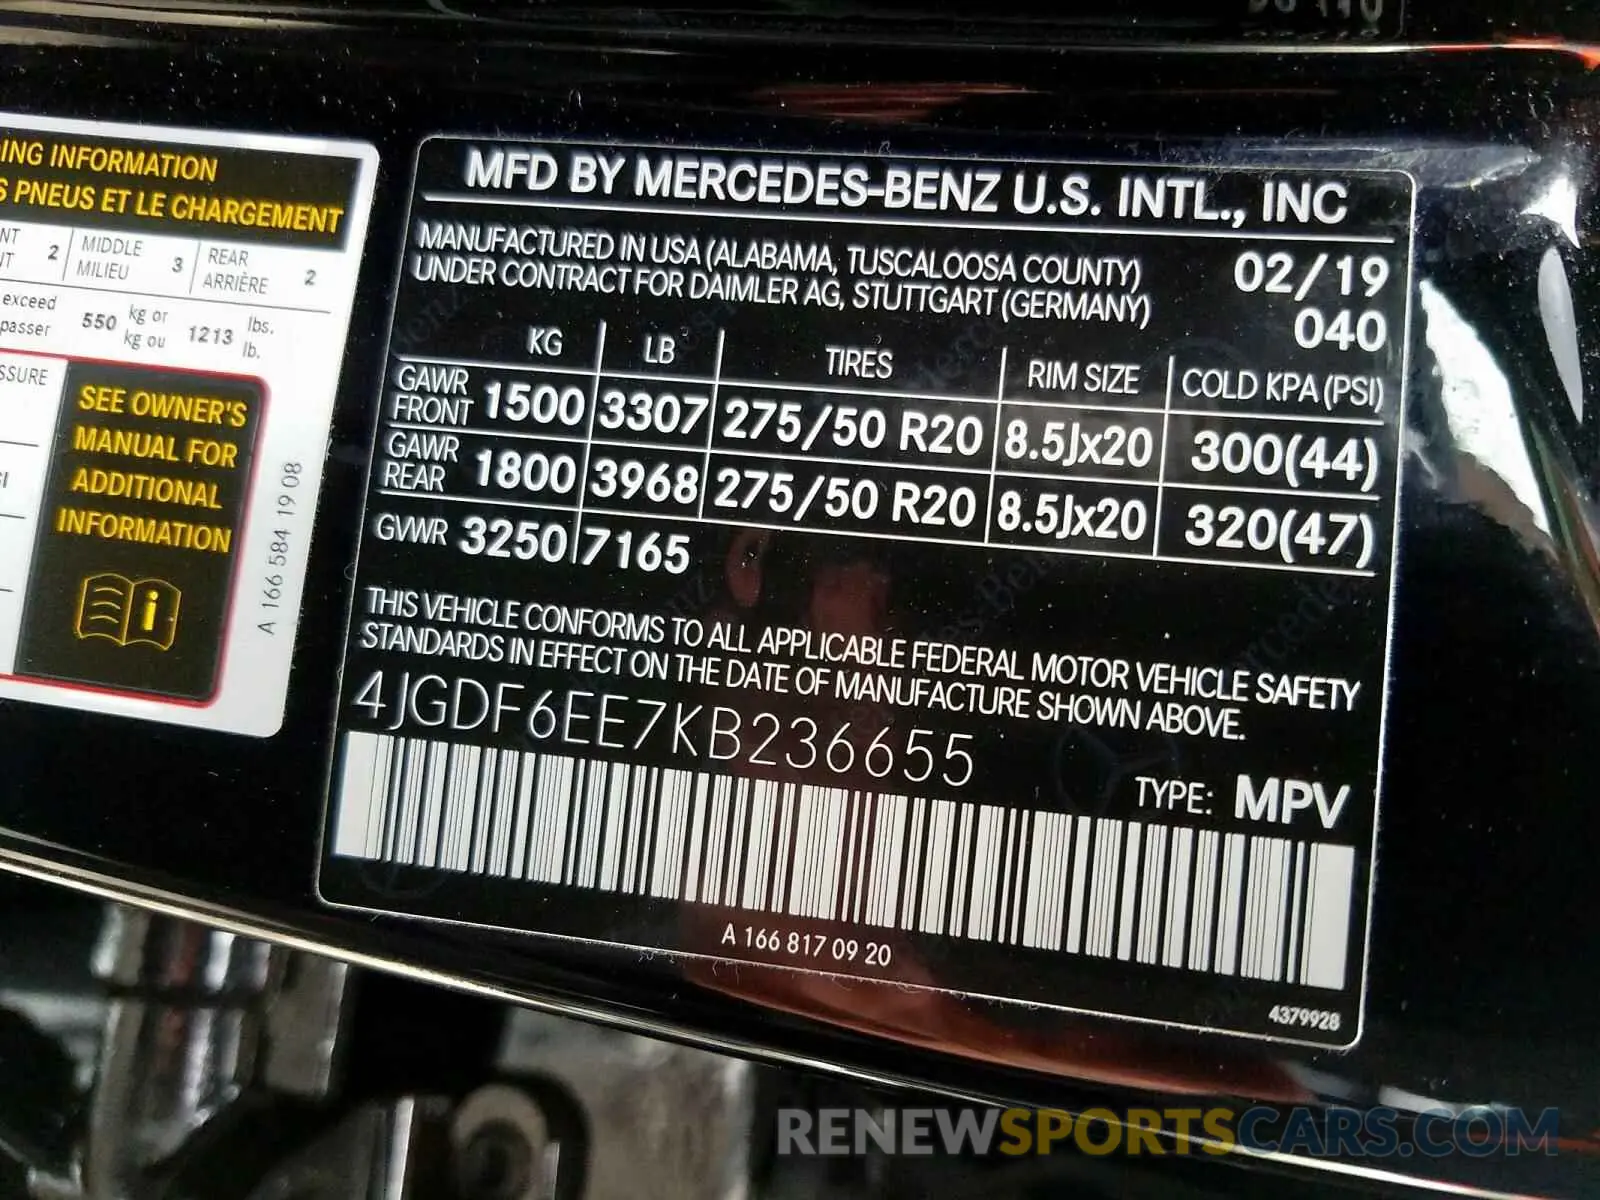 ING INFORMATION
S PNEUS ET LE CHARGEMENT
NT 2 MIDDLE 3 REAR 2
NT MILIEU ARRIÈRE
exceed 550 kg or 1213 lbs.
passer kg ou lb.
SSURE
SEE OWNER'S
MANUAL FOR
ADDITIONAL
INFORMATION
A 166 584 19 08
MFD BY MERCEDES-BENZ U.S. INTL., INC
MANUFACTURED IN USA (ALABAMA, TUSCALOOSA COUNTY) 02/19
UNDER CONTRACT FOR DAIMLER AG, STUTTGART (GERMANY) 040
KG LB TIRES RIM SIZE COLD KPA (PSI)
GAWR FRONT 1500 3307 275/50 R20 8.5Jx20 300(44)
GAWR REAR 1800 3968 275/50 R20 8.5Jx20 320(47)
GVWR 3250 7165
THIS VEHICLE CONFORMS TO ALL APPLICABLE FEDERAL MOTOR VEHICLE SAFETY
STANDARDS IN EFFECT ON THE DATE OF MANUFACTURE SHOWN ABOVE.
4JGDF6EE7KB236655
TYPE: MPV
A 166 817 09 20
4379928
RENEWSPORTSCARS.COM